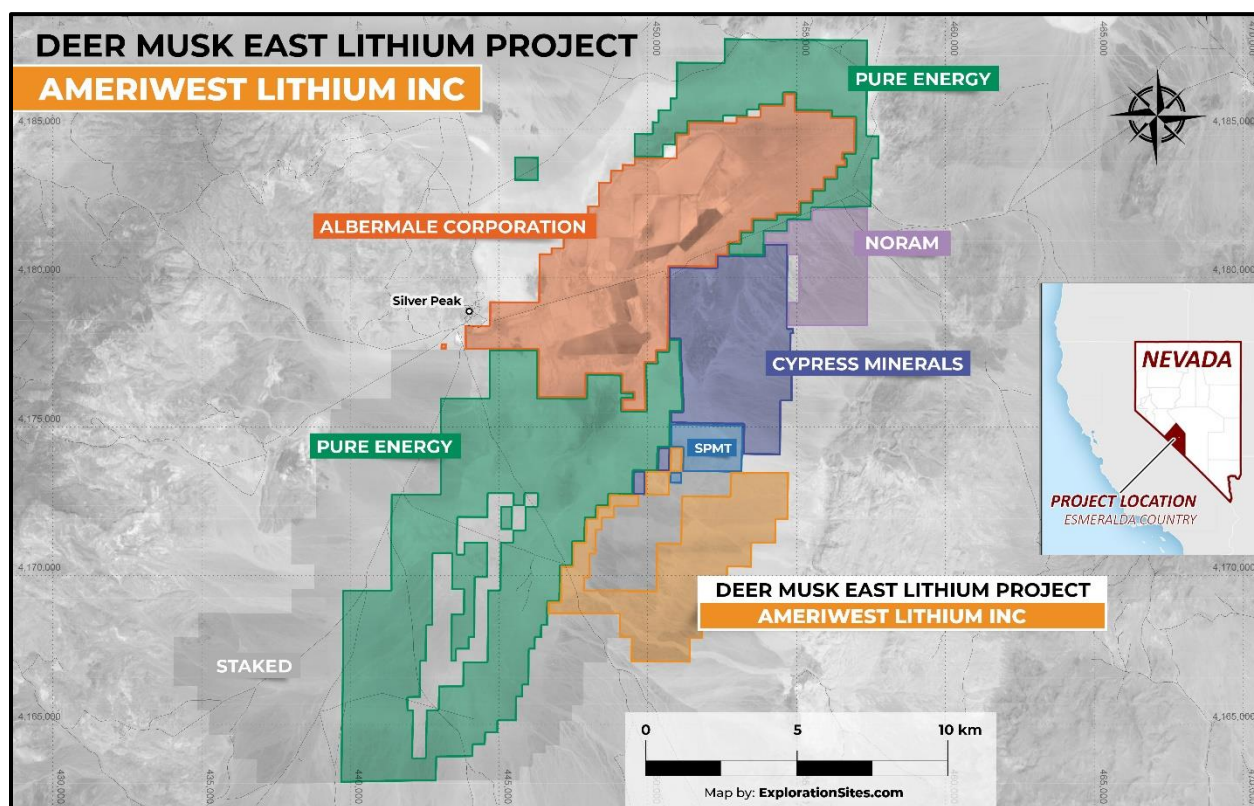 DEER MUSK EAST LITHIUM PROJECT
AMERIWEST LITHIUM INC
450,000
458,000
460,000
465,000
PURE ENERGY
4,185,000
4,185,000
ALBERMALE CORPORATION
NORAM
4,180,000
4,180,000
Silver Peak
CYPRESS MINERALS
NEVADA
4,175,000
PURE ENERGY
SPMT
PROJECT LOCATION
ESMERALDA COUNTRY
4,170,000
4,170,000
DEER MUSK EAST LITHIUM PROJECT
AMERIWEST LITHIUM INC
STAKED
4,165,000
4,165,000
0 5 10 km
430,000
435,000
440,000
445,000
465,000
Map by: ExplorationSites.com